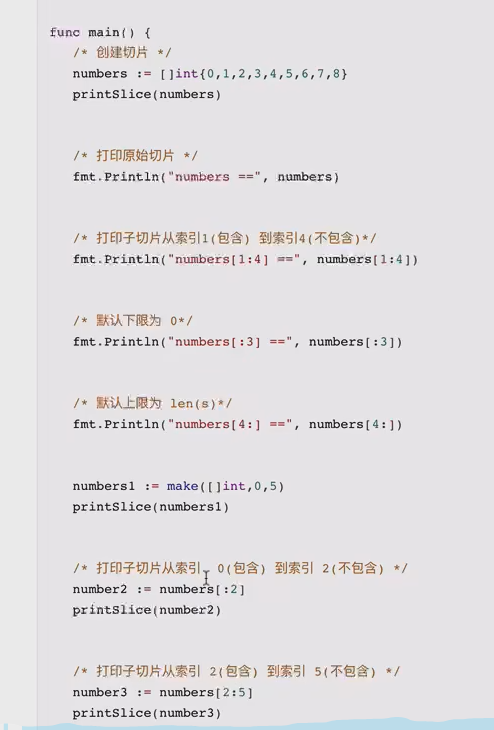 func main() {
/* 创建切片 */
numbers := []int{0,1,2,3,4,5,6,7,8}
printSlice(numbers)
/* 打印原始切片 */
fmt.Println("numbers ==", numbers)
/* 打印子切片从索引1(包含) 到索引4(不包含)*/
fmt.Println("numbers[1:4] ==", numbers[1:4])
/* 默认下限为 0*/
fmt.Println("numbers[:3] ==", numbers[:3])
/* 默认上限为 len(s)*/
fmt.Println("numbers[4:] ==", numbers[4:])
numbers1 := make([]int,0,5)
printSlice(numbers1)
/* 打印子切片从索引  0(包含) 到索引 2(不包含) */
number2 := numbers[:2]
printSlice(number2)
/* 打印子切片从索引 2(包含) 到索引 5(不包含) */
number3 := numbers[2:5]
printSlice(number3)